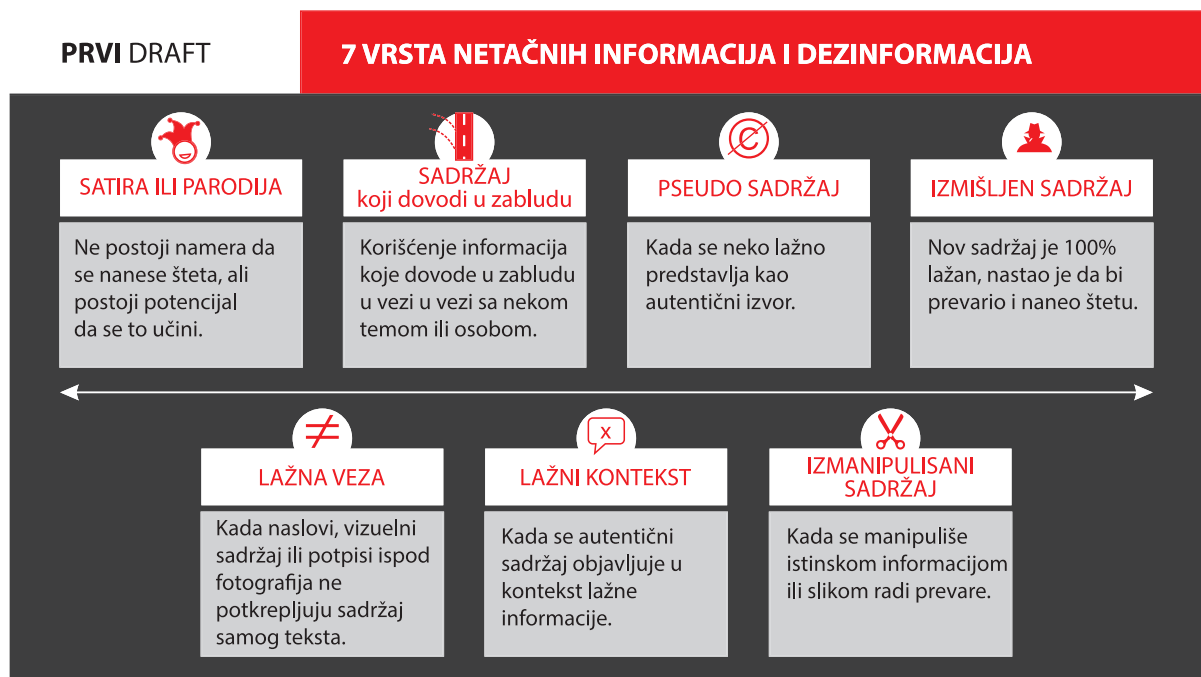 PRVI DRAFT
7 VRSTA NETAČNIH INFORMACIJA I DEZINFORMACIJA
SATIRA ILI PARODIJA
Ne postoji namera da
se nanese šteta, ali
postoji potencijal
da se to učini.
SADRŽAJ
koji dovodi u zabludu
Korišćenje informacija
koje dovode u zabludu
u vezi u vezi sa nekom
temom ili osobom.
C
PSEUDO SADRŽAJ
Kada se neko lažno
predstavlja kao
autentični izvor.
IZMIŠLJEN SADRŽAJ
Nov sadržaj je 100%
lažan, nastao je da bi
prevario i naneo štetu.
≠
LAŽNA VEZA
Kada naslovi, vizuelni
sadržaj ili potpisi ispod
fotografija ne
potkrepljuju sadržaj
samog teksta.
x
LAŽNI KONTEKST
Kada se autentični
sadržaj objavljuje u
kontekst lažne
informacije.
IZMANIPULISANI
SADRŽAJ
Kada se manipuliše
istinskom informacijom
ili slikom radi prevare.